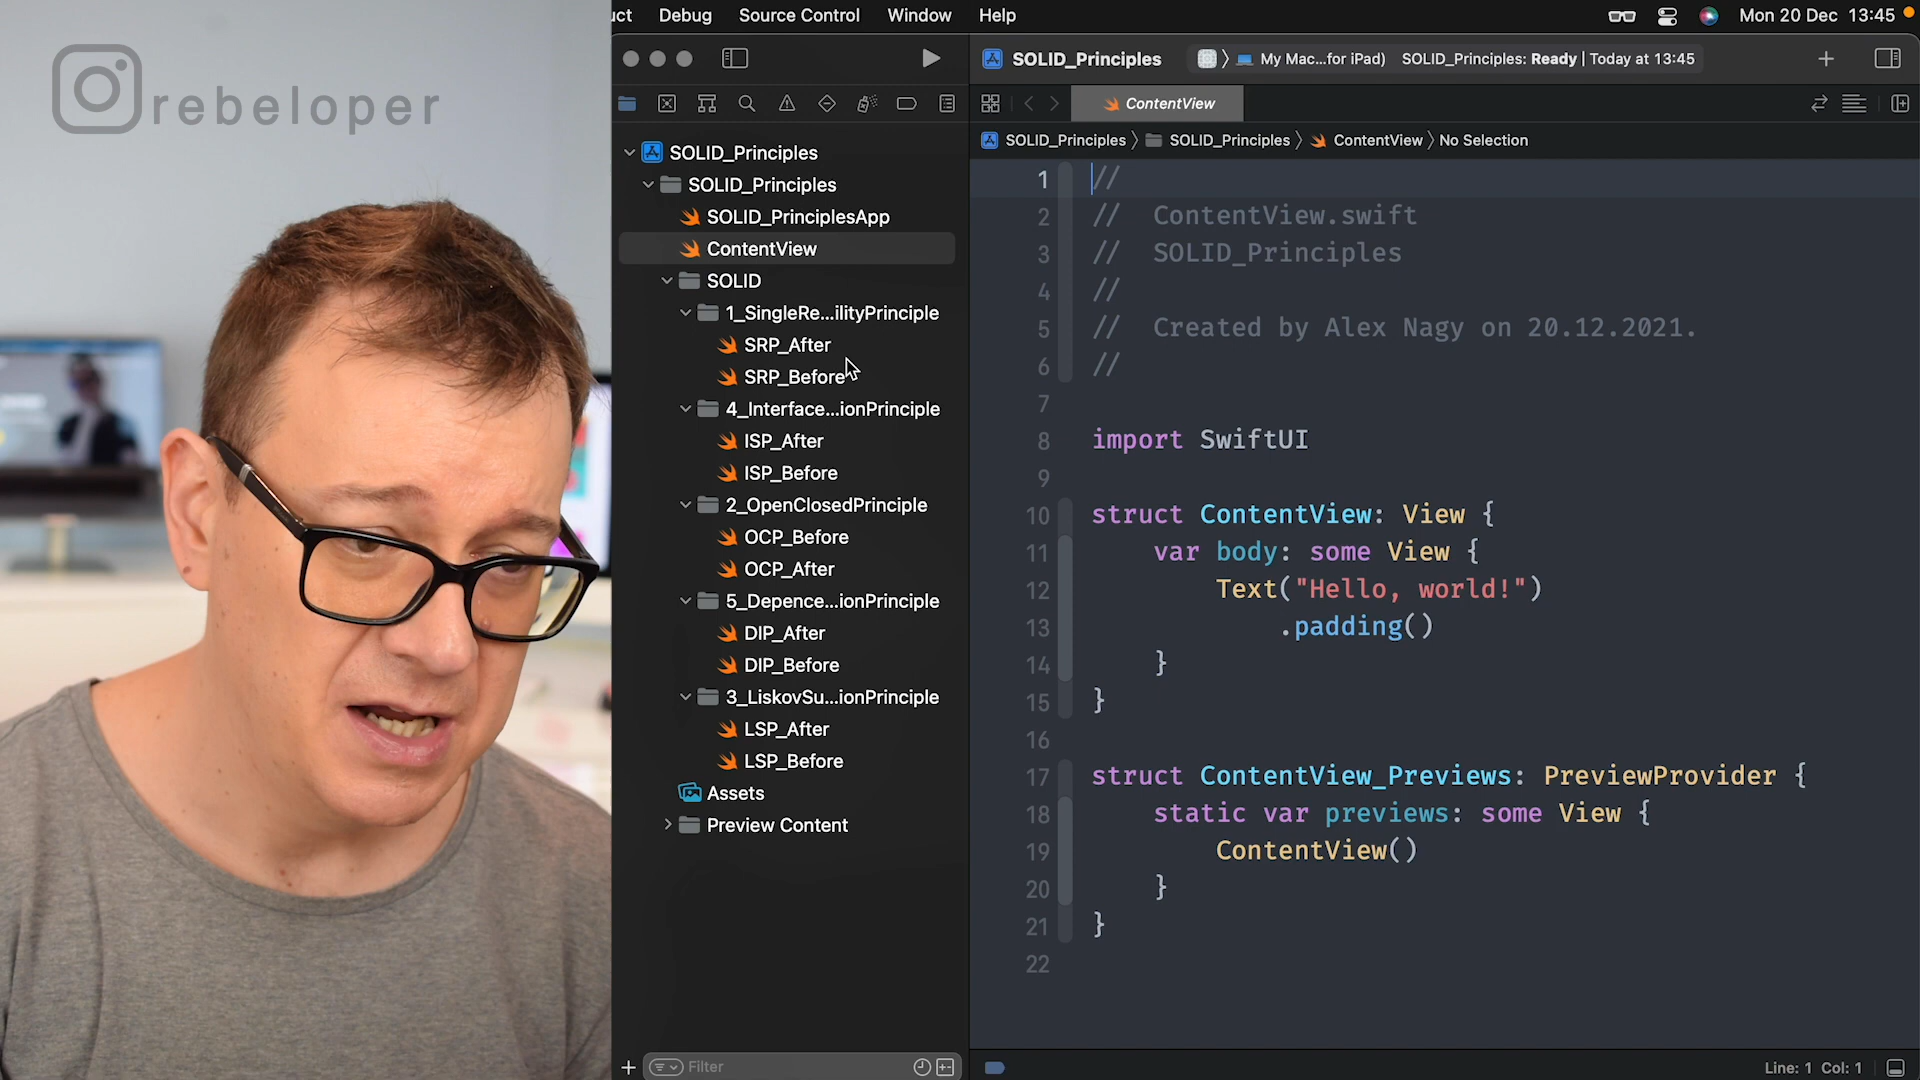 rebeloper
uct Debug Source Control Window Help Mon 20 Dec 13:45
SOLID_Principles My Mac...for iPad) SOLID_Principles: Ready | Today at 13:45
ContentView
SOLID_Principles SOLID_Principles ContentView No Selection
SOLID_Principles
SOLID_Principles
SOLID_PrinciplesApp
ContentView
SOLID
1_SingleRe...ilityPrinciple
SRP_After
SRP_Before
4_Interface...ionPrinciple
ISP_After
ISP_Before
2_OpenClosedPrinciple
OCP_Before
OCP_After
5_Depence...ionPrinciple
DIP_After
DIP_Before
3_LiskovSu...ionPrinciple
LSP_After
LSP_Before
Assets
Preview Content
Filter
1 //
2 // ContentView.swift
3 // SOLID_Principles
4 //
5 // Created by Alex Nagy on 20.12.2021.
6 //
7
8 import SwiftUI
9
10 struct ContentView: View {
11 var body: some View {
12 Text("Hello, world!")
13 .padding()
14 }
15 }
16
17 struct ContentView_Previews: PreviewProvider {
18 static var previews: some View {
19 ContentView()
20 }
21 }
22
Line: 1 Col: 1